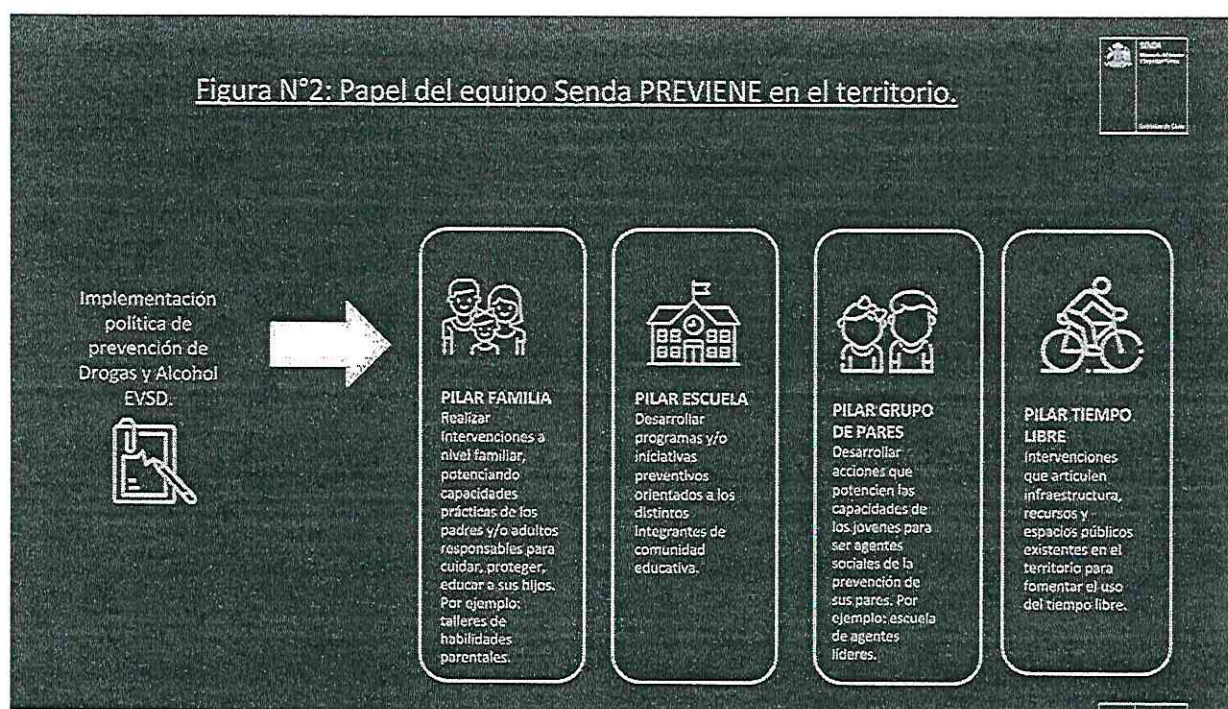 SENDA
Figura N°2: Papel del equipo Senda PREVIENE en el territorio.
Gobierno de Chile
Implementación
política de
prevención de
Drogas y Alcohol
EVSD.
PILAR FAMILIA
Realizar
Intervenciones a
nivel familiar,
potenciando
capacidades
prácticas de los
padres y/o adultos
responsables para
cuidar, proteger,
educar a sus hijos.
Por ejemplo:
talleres de
habilidades
parentales.
PILAR ESCUELA
Desarrollar
programas y/o
iniciativas
preventivos
orientados a los
distintos
Integrantes de
comunidad
educativa.
PILAR GRUPO
DE PARES
Desarrollar
acciones que
potencien las
capacidades de
los jovenes para
ser agentes
sociales de la
prevención de
sus pares. Por
ejemplo: escuela
de agentes
líderes.
PILAR TIEMPO
LIBRE
Intervenciones
que articulen
infraestructura,
recursos y
espacios públicos
existentes en el
territorio para
fomentar el uso
del tiempo libre.